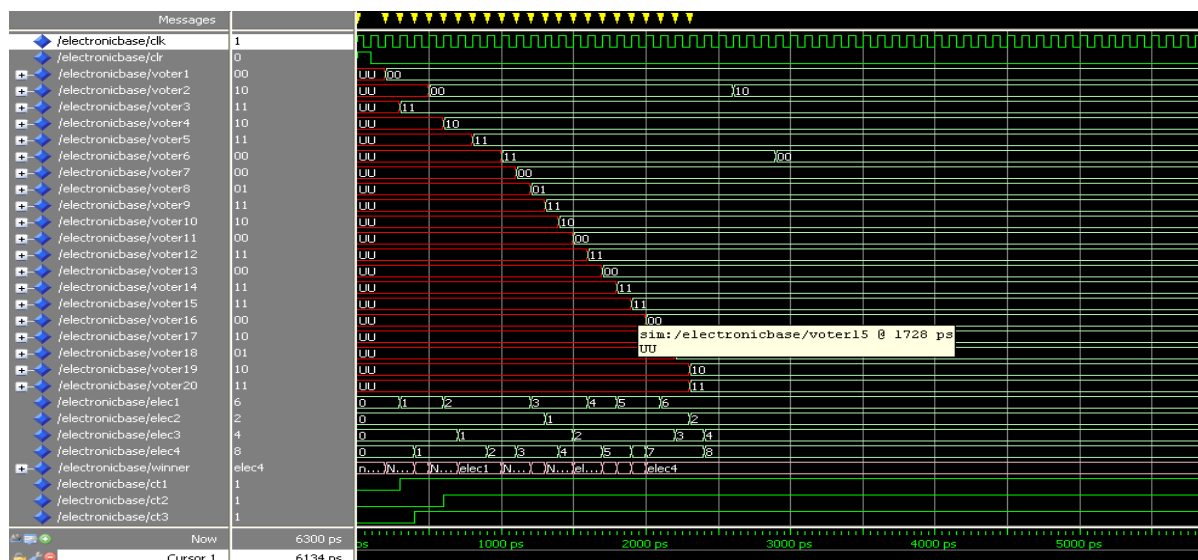 Messages
/electronicbase/clk 1
/electronicbase/clr 0
/electronicbase/voter1 00 UU 00
/electronicbase/voter2 10 UU 00 10
/electronicbase/voter3 11 UU 11
/electronicbase/voter4 10 UU 10
/electronicbase/voter5 11 UU 11
/electronicbase/voter6 00 UU 11 00
/electronicbase/voter7 00 UU 00
/electronicbase/voter8 01 UU 01
/electronicbase/voter9 11 UU 11
/electronicbase/voter10 10 UU 10
/electronicbase/voter11 00 UU 00
/electronicbase/voter12 11 UU 11
/electronicbase/voter13 00 UU 00
/electronicbase/voter14 11 UU 11
/electronicbase/voter15 11 UU 11
/electronicbase/voter16 00 UU 00
/electronicbase/voter17 10 UU sim:/electronicbase/voter15 @ 1728 ps
/electronicbase/voter18 01 UU UU
/electronicbase/voter19 10 UU 10
/electronicbase/voter20 11 UU 11
/electronicbase/elec1 6 0 1 2 3 4 5 6
/electronicbase/elec2 2 0 1 2
/electronicbase/elec3 4 0 1 2 3 4
/electronicbase/elec4 8 0 1 2 3 4 5 7 8
/electronicbase/winner elec4 n... N... N... elec1 N... N... el... elec4
/electronicbase/ct1 1
/electronicbase/ct2 1
/electronicbase/ct3 1
Now 6300 ps ps 1000 ps 2000 ps 3000 ps 4000 ps 5000 ps
Cursor 1 6134 ps